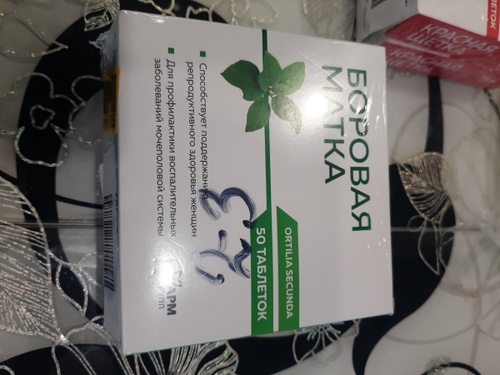 БОРОВАЯ
МАТКА
ORTILIA SECUNDA
50 ТАБЛЕТОК
Способствует поддержанию
репродуктивного здоровья женщин
Для профилактики воспалительных
заболеваний мочеполовой системы
КРАСНАЯ
ЩЕТКА